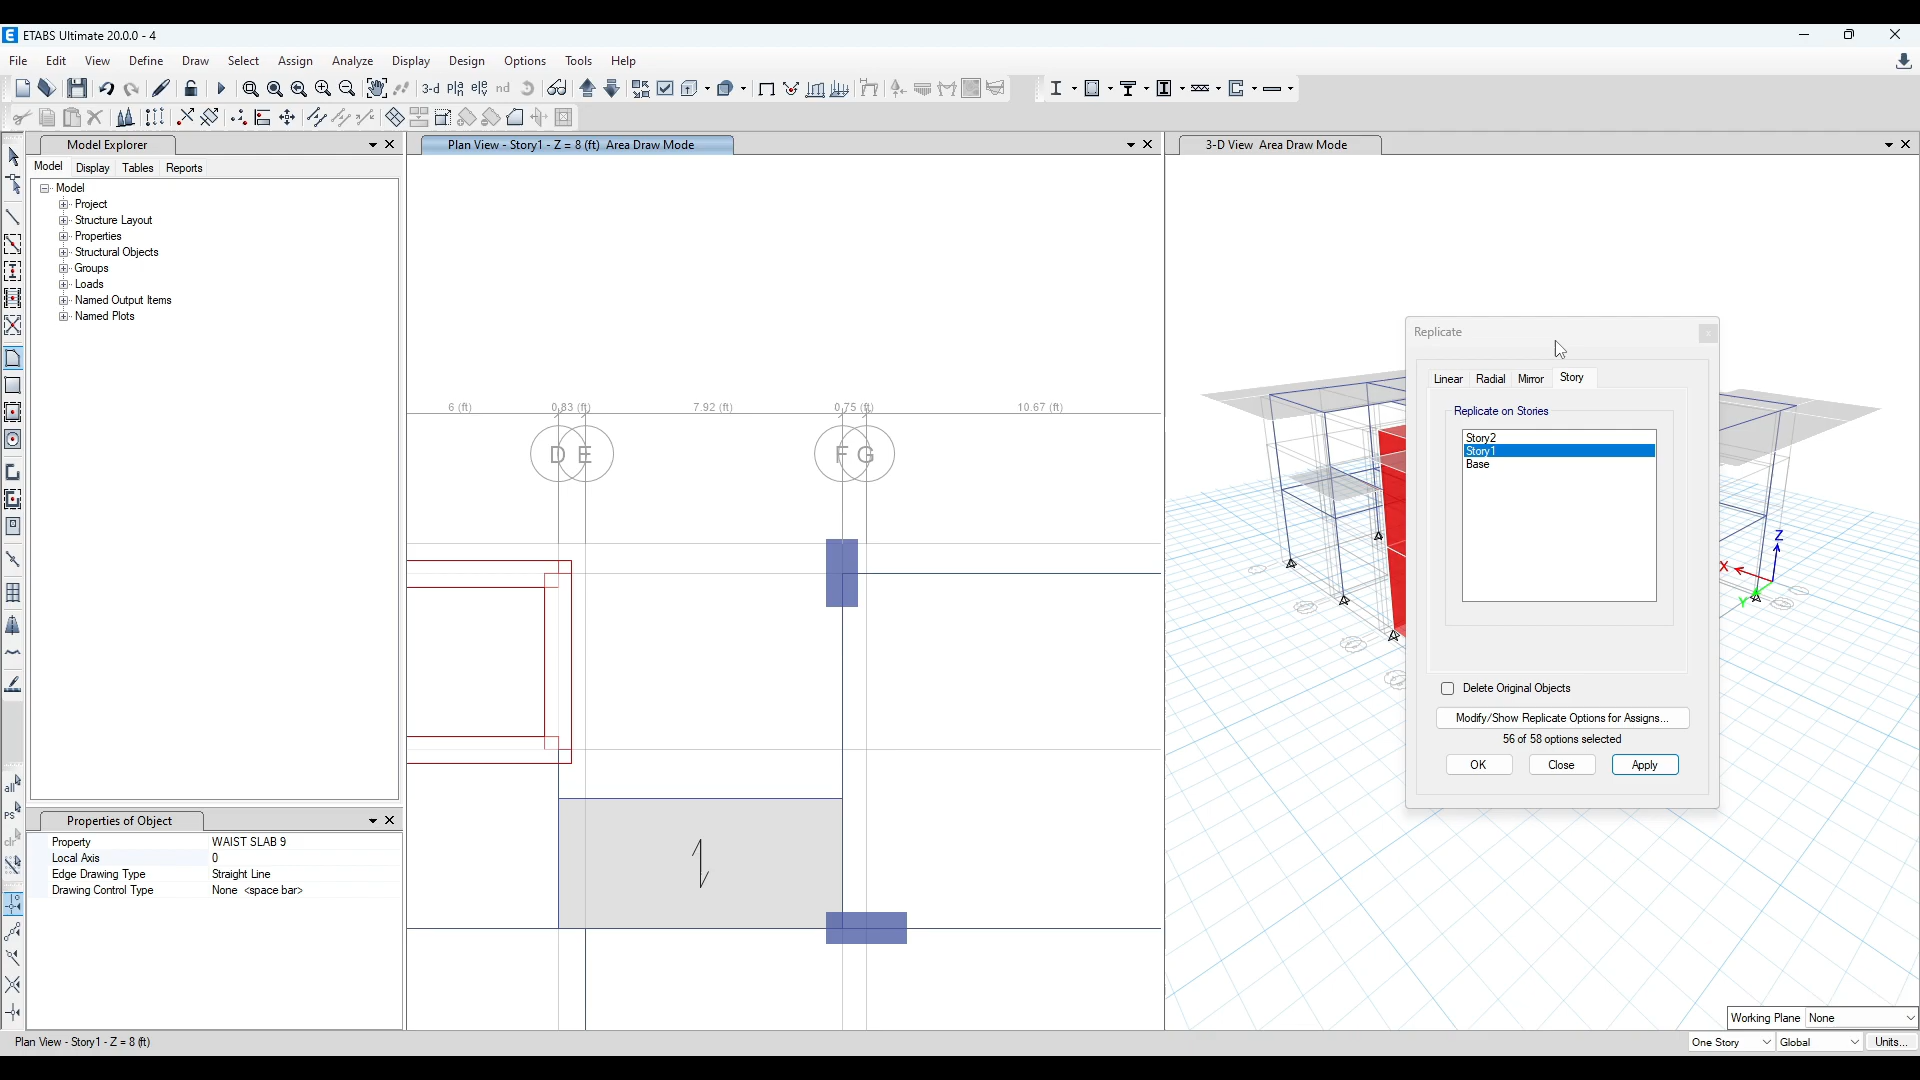 ETABS Ultimate 20.0.0 - 4
File Edit View Define Draw Select Assign Analyze Display Design Options Tools Help
3-d
nd
Model Explorer
Model Display Tables Reports
Model
Project
Structure Layout
Properties
Structural Objects
Groups
Loads
Named Output Items
Named Plots
all
ps
Properties of Object
Property WAIST SLAB 9
Local Axis 0
Edge Drawing Type Straight Line
Drawing Control Type None <space bar>
Plan View - Story1 - Z = 8 (ft) Area Draw Mode
6 (ft) 0.83 (ft) 7.92 (ft) 0.75 (ft) 10.67 (ft)
D E F G
3-D View Area Draw Mode
Replicate
Linear Radial Mirror Story
Replicate on Stories
Story2
Story1
Base
Delete Original Objects
Modify/Show Replicate Options for Assigns...
56 of 58 options selected
OK Close Apply
Z
X
Y
Working Plane None
Plan View - Story1 - Z = 8 (ft)
One Story Global Units...